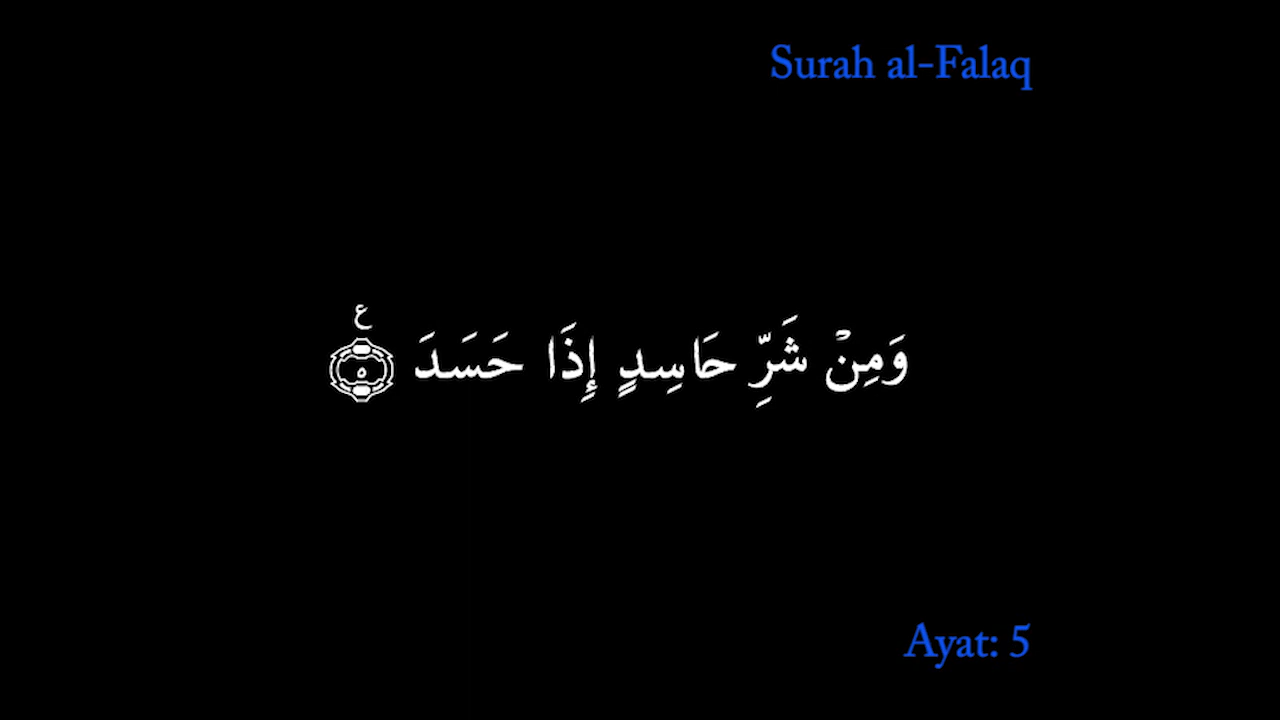 Surah al-Falaq
وَمِنْ شَرِّ حَاسِدٍ إِذَا حَسَدَ ٥ ع
Ayat: 5